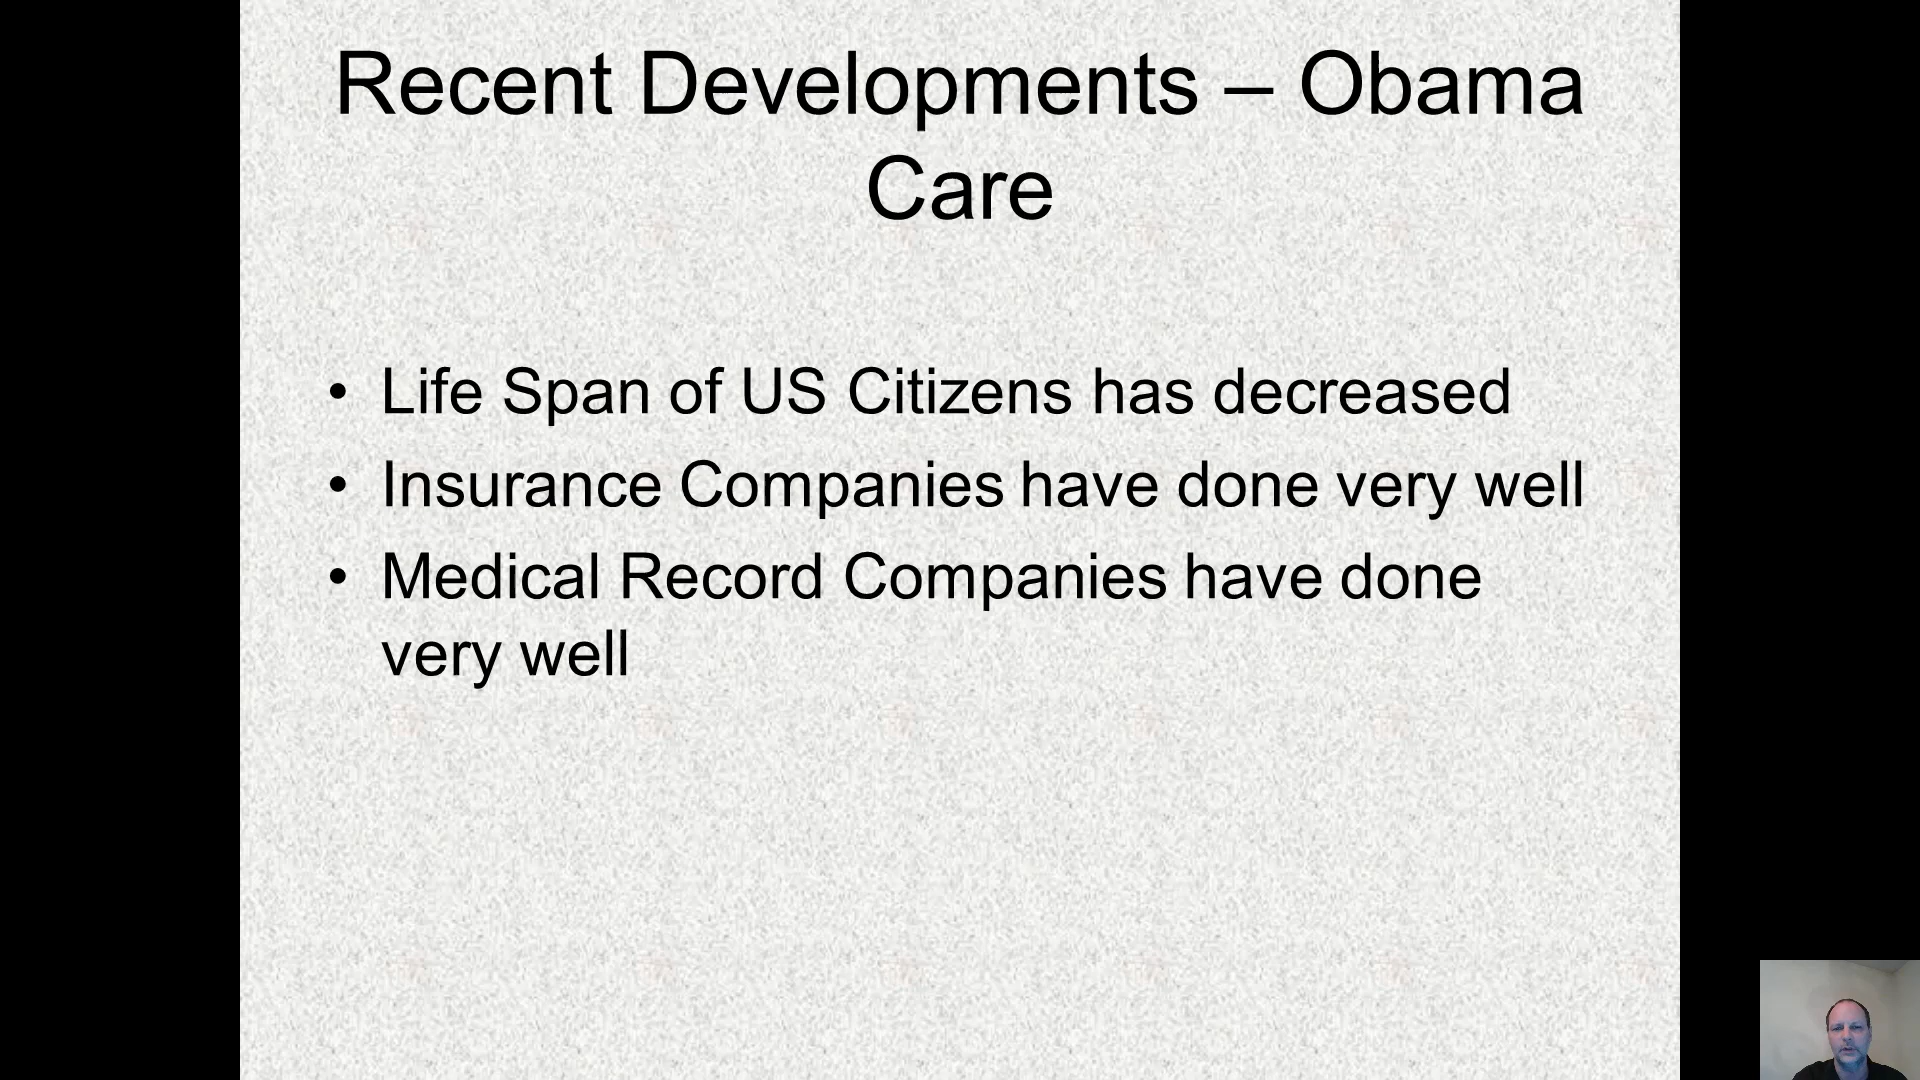 Recent Developments – Obama
Care
• Life Span of US Citizens has decreased
• Insurance Companies have done very well
• Medical Record Companies have done
very well